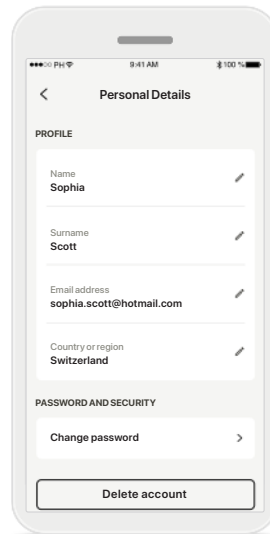 ●●●○○ PH 9:41 AM 100 %
Personal Details
PROFILE
Name
Sophia
Surname
Scott
Email address
sophia.scott@hotmail.com
Country or region
Switzerland
PASSWORD AND SECURITY
Change password
Delete account